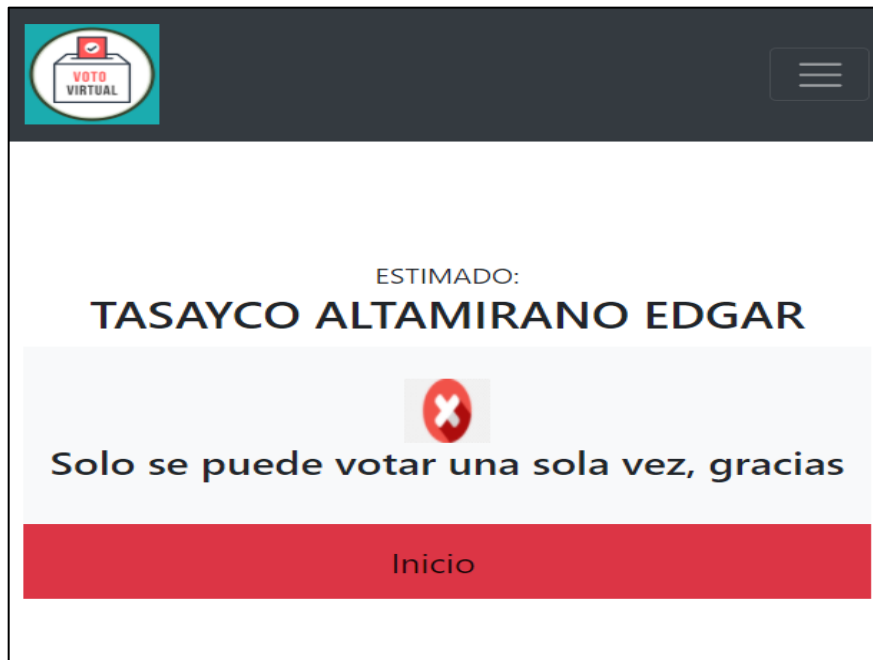 VOTO
VIRTUAL
ESTIMADO:
TASAYCO ALTAMIRANO EDGAR
Solo se puede votar una sola vez, gracias
Inicio